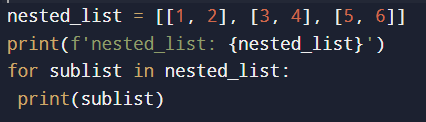 nested_list = [[1, 2], [3, 4], [5, 6]]
print(f'nested_list: {nested_list}')
for sublist in nested_list:
 print(sublist)